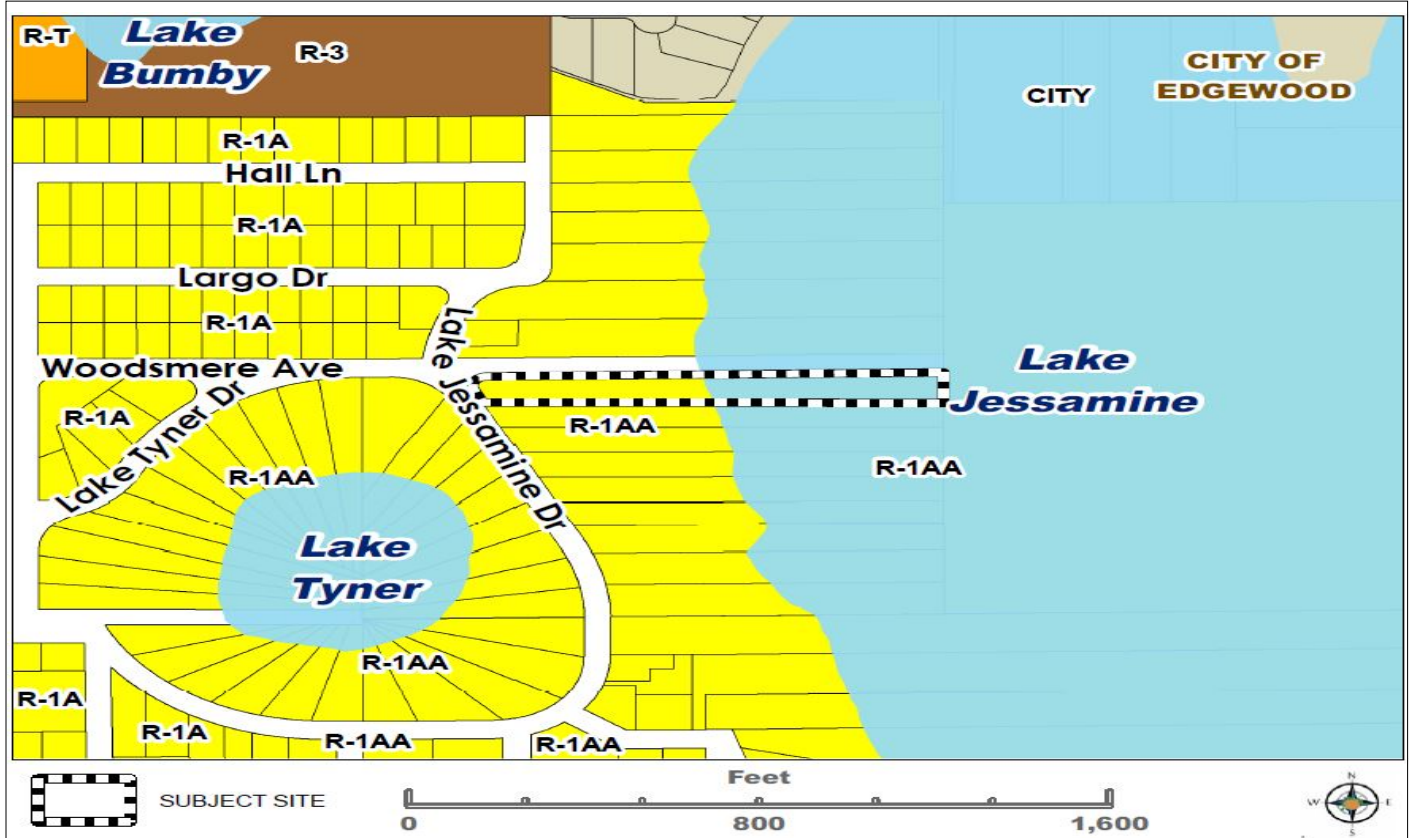 R-T
Lake
Bumby
R-3
CITY OF
EDGEWOOD
CITY
R-1A
Hall Ln
R-1A
Largo Dr
R-1A
Lake Jessamine Dr
Woodsmere Ave
Lake
Jessamine
R-1A
Lake Tyner Dr
R-1AA
R-1AA
R-1AA
Lake
Tyner
R-1AA
R-1A
R-1A
R-1AA
R-1AA
SUBJECT SITE
Feet
0
800
1,600
N
W
E
S